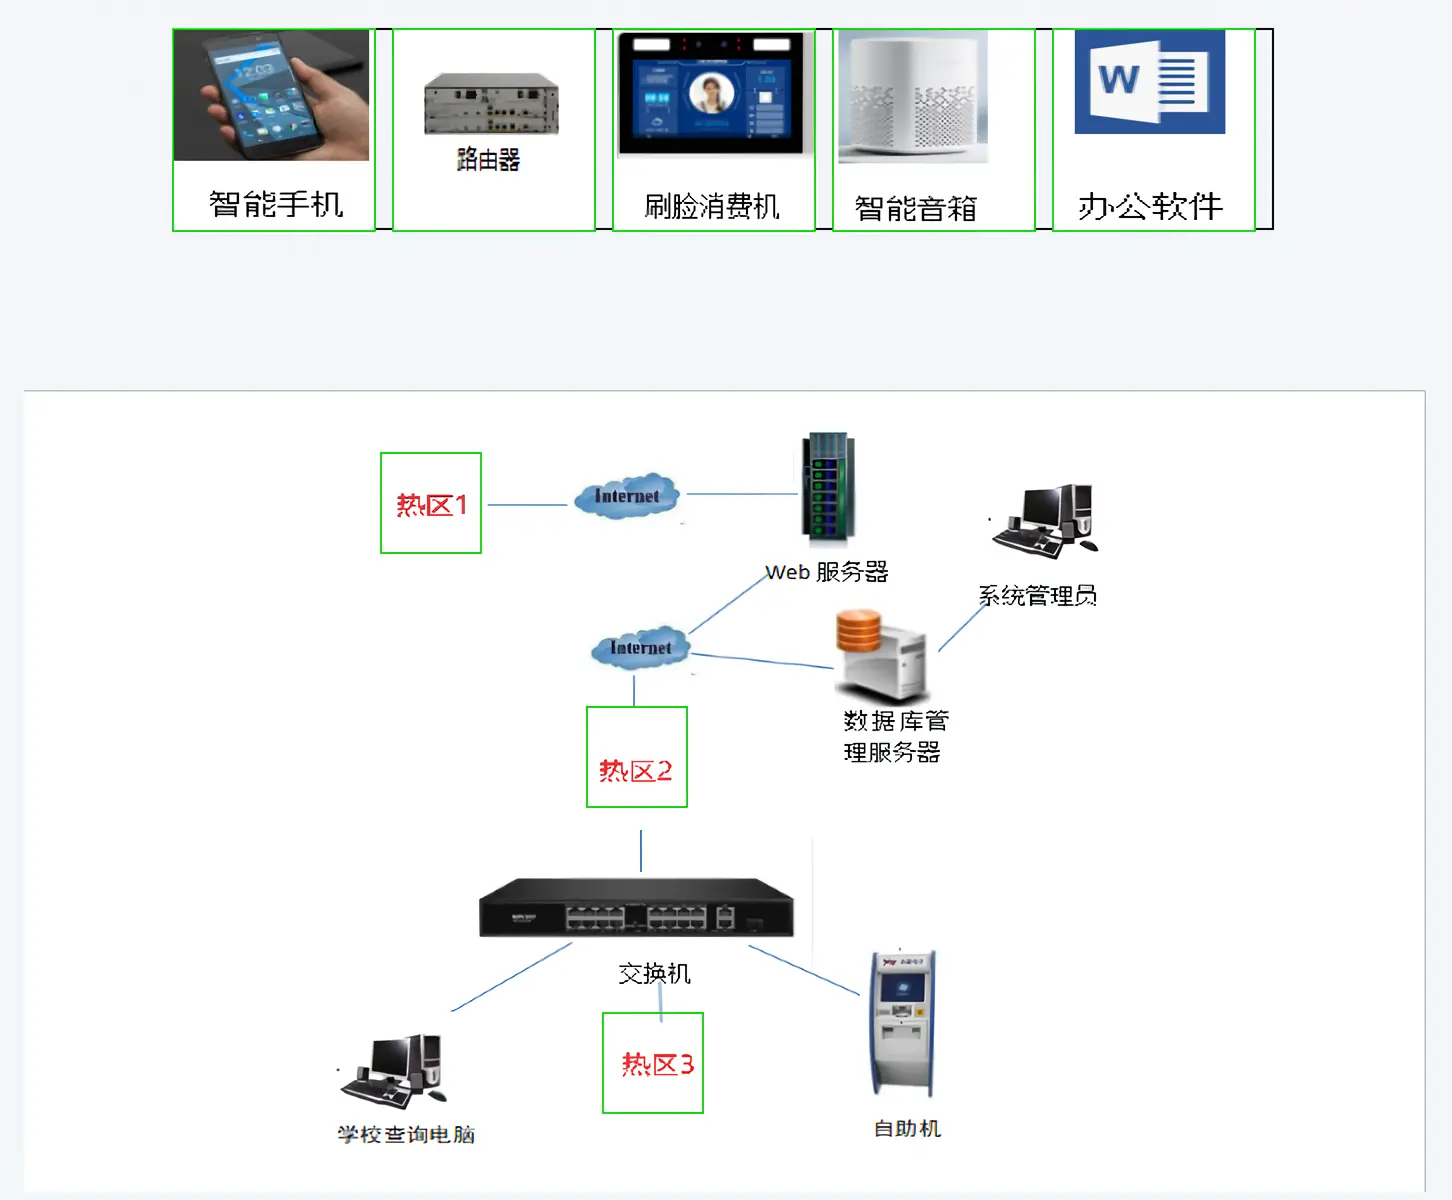 12:03
W
路由器
智能手机
刷脸消费机
智能音箱
办公软件
热区1
Internet
Web 服务器
系统管理员
Internet
数据库管
理服务器
热区2
交换机
热区3
学校查询电脑
自助机